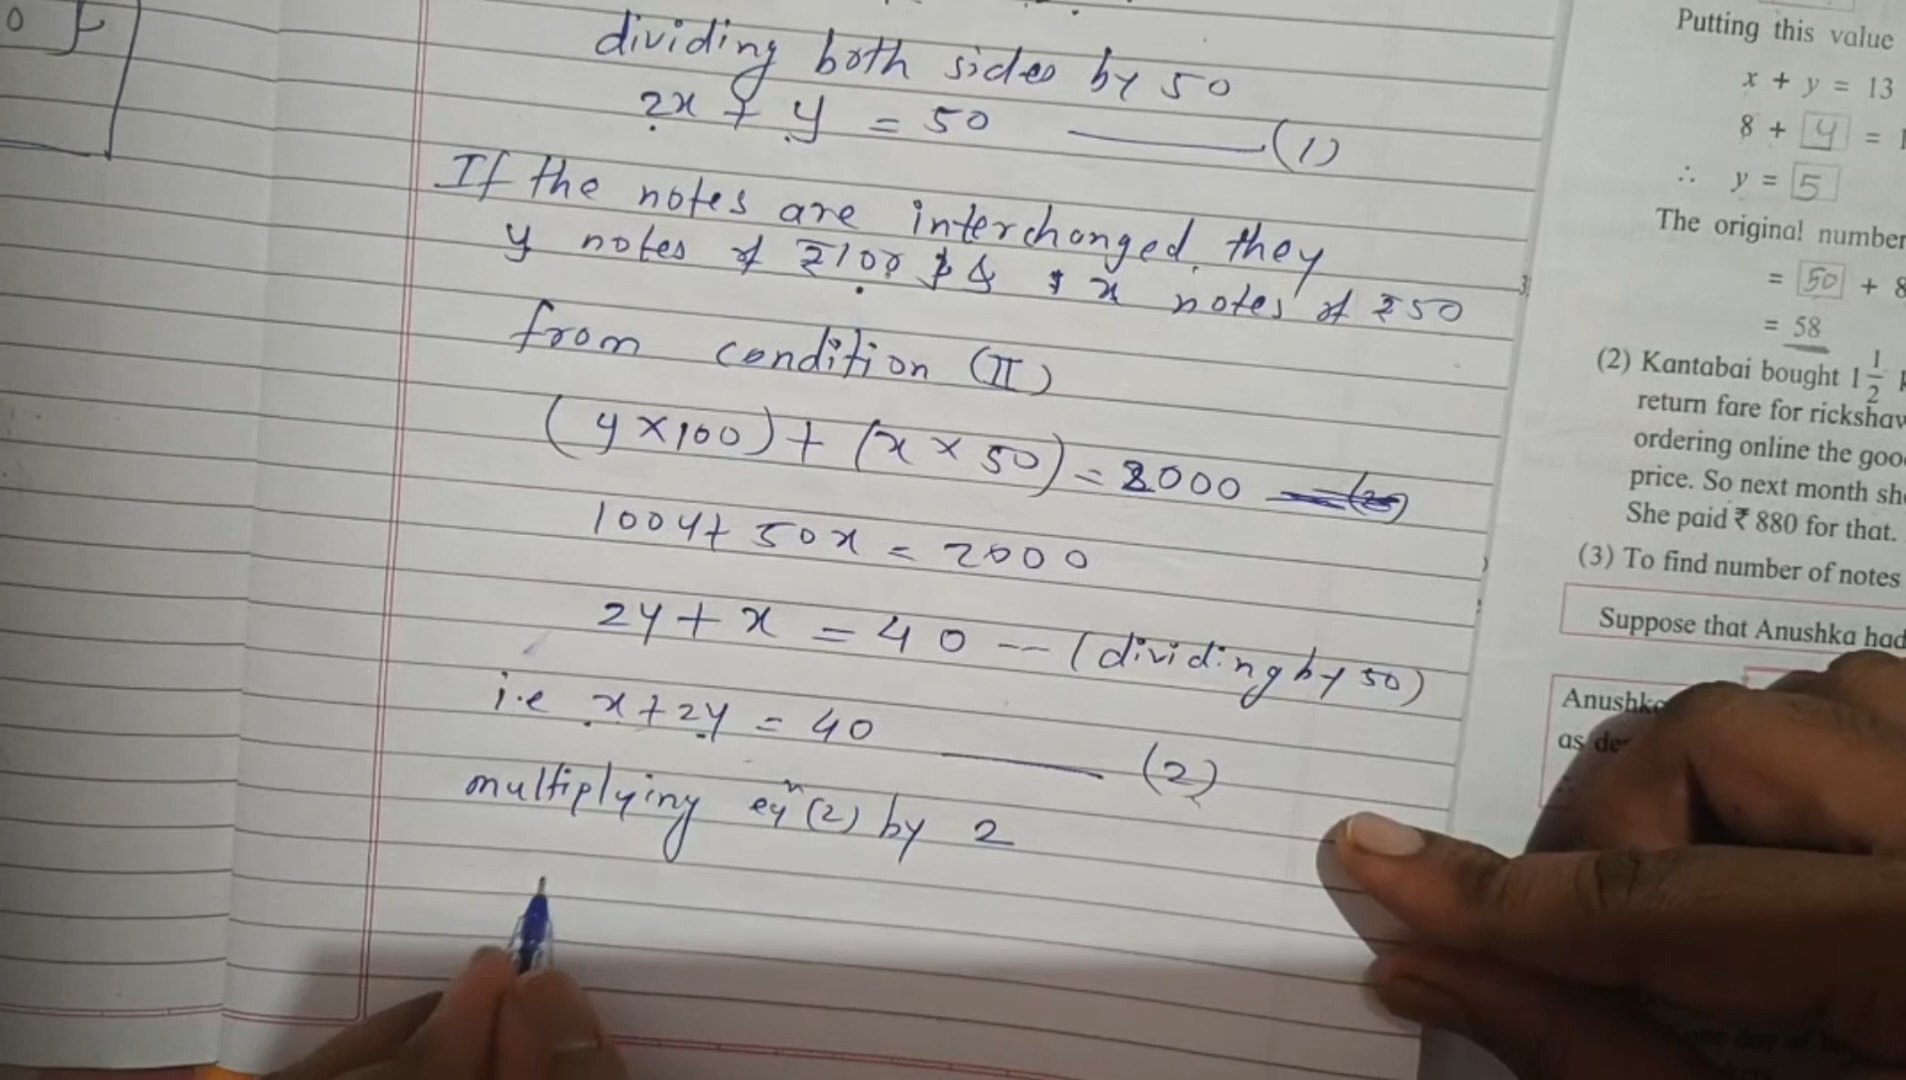 dividing both sides by 50
2x + y = 50 (1)
If the notes are interchanged, they
y notes of ₹100 & x notes of ₹50
from condition (II)
(y×100) + (x × 50) = 2000
100y + 50x = 2000
2y + x = 40 -- (dividing by 50)
i.e x + 2y = 40 (2)
multiplying eqⁿ (2) by 2
Putting this value
x + y = 13
8 + y =
∴ y = 5
The original number
= 50 + 8
= 58
(2) Kantabai bought 1 1/2
return fare for rickshaw
ordering online the goo
price. So next month sh
She paid ₹ 880 for that.
(3) To find number of notes
Suppose that Anushka had
Anushka
as de